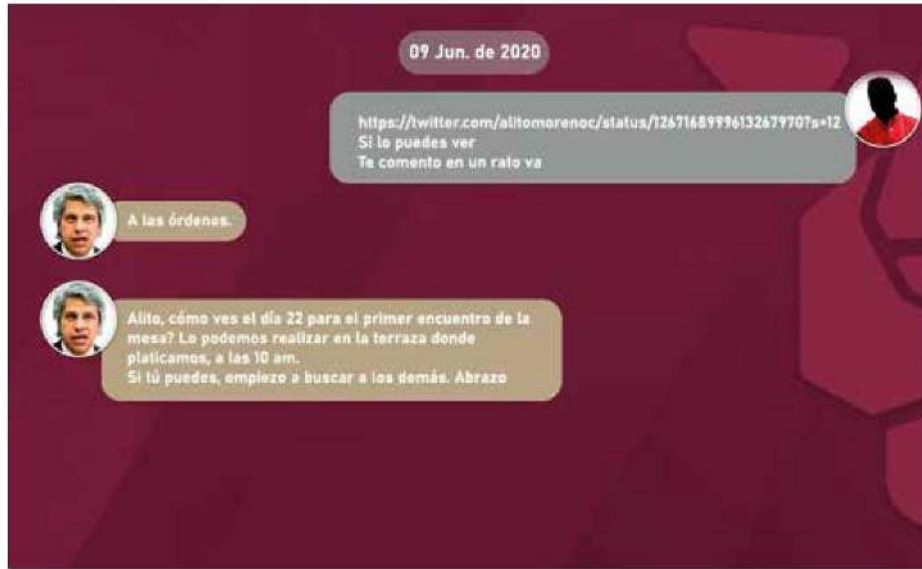 09 Jun. de 2020
https://twitter.com/alitomorenoc/status/1267168999613267970?s=12
Si lo puedes ver
Te comento en un rato va
A las órdenes.
Alito, cómo ves el día 22 para el primer encuentro de la
mesa? Lo podemos realizar en la terraza donde
platicamos, a las 10 am.
Si tú puedes, empiezo a buscar a los demás. Abrazo